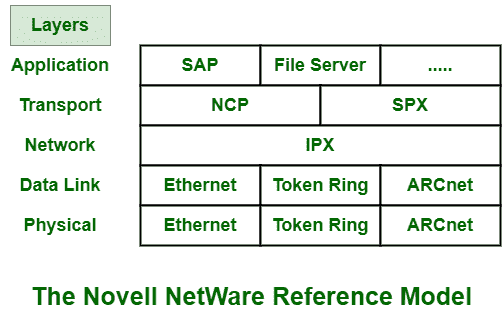 Layers
Application SAP File Server .....
Transport NCP SPX
Network IPX
Data Link Ethernet Token Ring ARCnet
Physical Ethernet Token Ring ARCnet
The Novell NetWare Reference Model